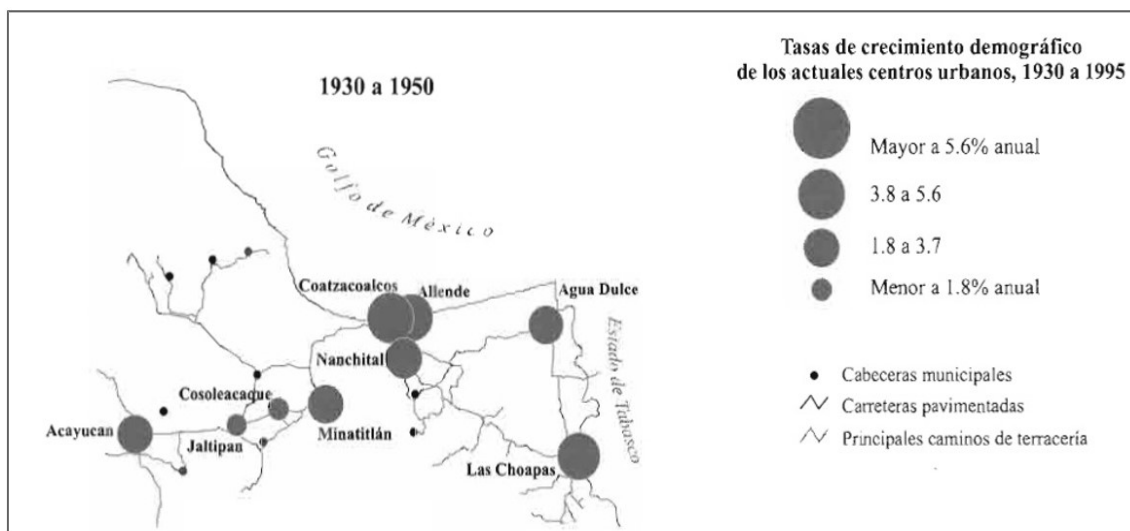 Tasas de crecimiento demográfico
de los actuales centros urbanos, 1930 a 1995
1930 a 1950
Mayor a 5.6% anual
3.8 a 5.6
1.8 a 3.7
Menor a 1.8% anual
Golfo de Mèxico
Coatzacoalcos
Allende
Agua Dulce
Estado de Tabasco
Nanchital
Cosoleacaque
Acayucan
Jaltipan
Minatitlán
Las Choapas
Cabeceras municipales
Carreteras pavimentadas
Principales caminos de terracería